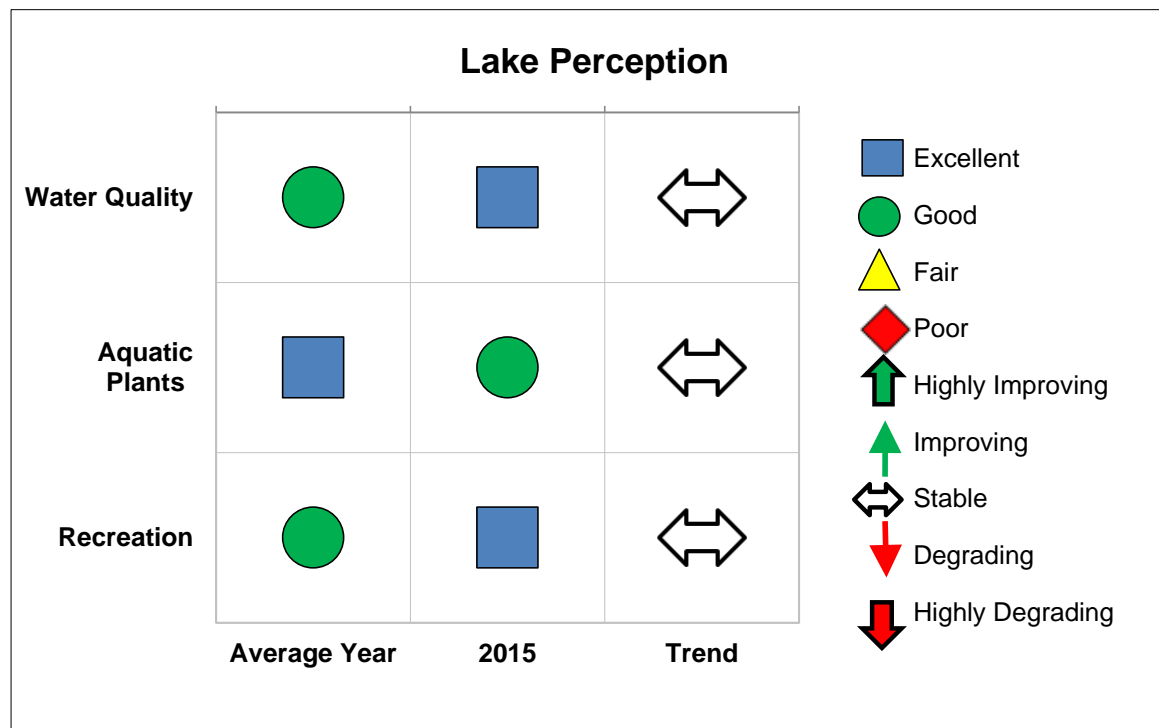 Lake Perception
Water Quality
Aquatic
Plants
Recreation
Average Year
2015
Trend
Excellent
Good
Fair
Poor
Highly Improving
Improving
Stable
Degrading
Highly Degrading